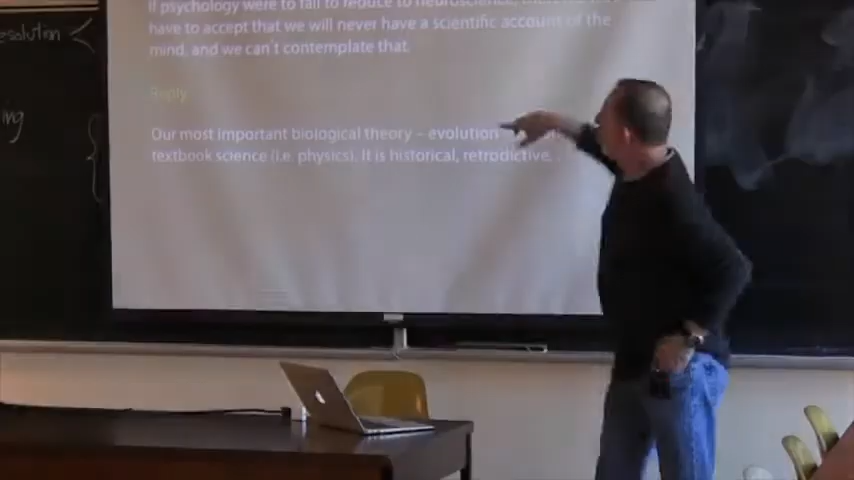 If psychology were to fail to reduce to neuroscience,
have to accept that we will never have a scientific account of the
mind, and we can't contemplate that.
Reply
Our most important biological theory – evolution
textbook science (i.e. physics). It is historical, retrodictive,